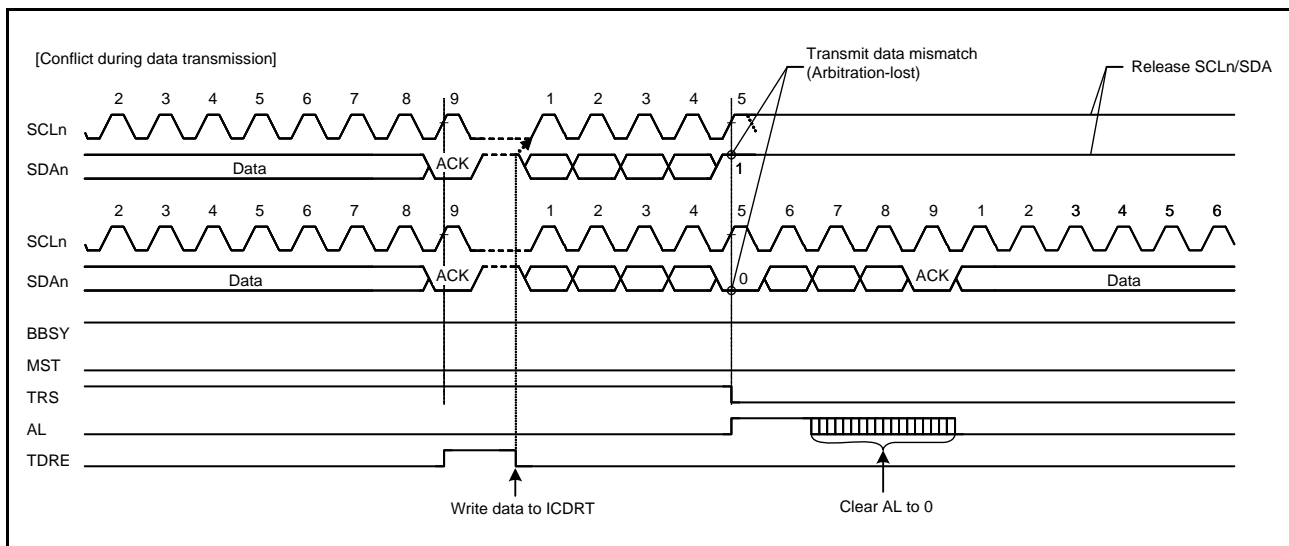 [Conflict during data transmission]
Transmit data mismatch
(Arbitration-lost)
Release SCLn/SDA
2 3 4 5 6 7 8 9 1 2 3 4 5
SCLn
SDAn
Data ACK 1
2 3 4 5 6 7 8 9 1 2 3 4 5 6 7 8 9 1 2 3 4 5 6
SCLn
SDAn
Data ACK 0 ACK Data
BBSY
MST
TRS
AL
TDRE
Write data to ICDRT
Clear AL to 0